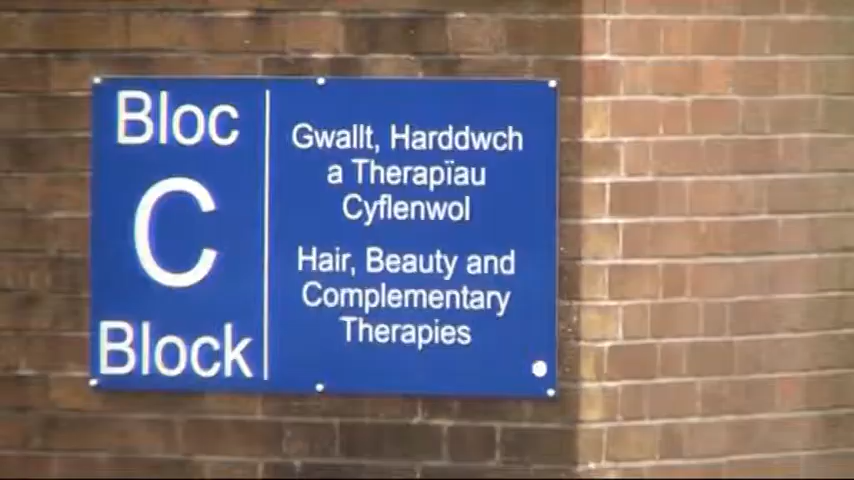 Bloc
C
Block
Gwallt, Harddwch
a Therapïau
Cyflenwol
Hair, Beauty and
Complementary
Therapies